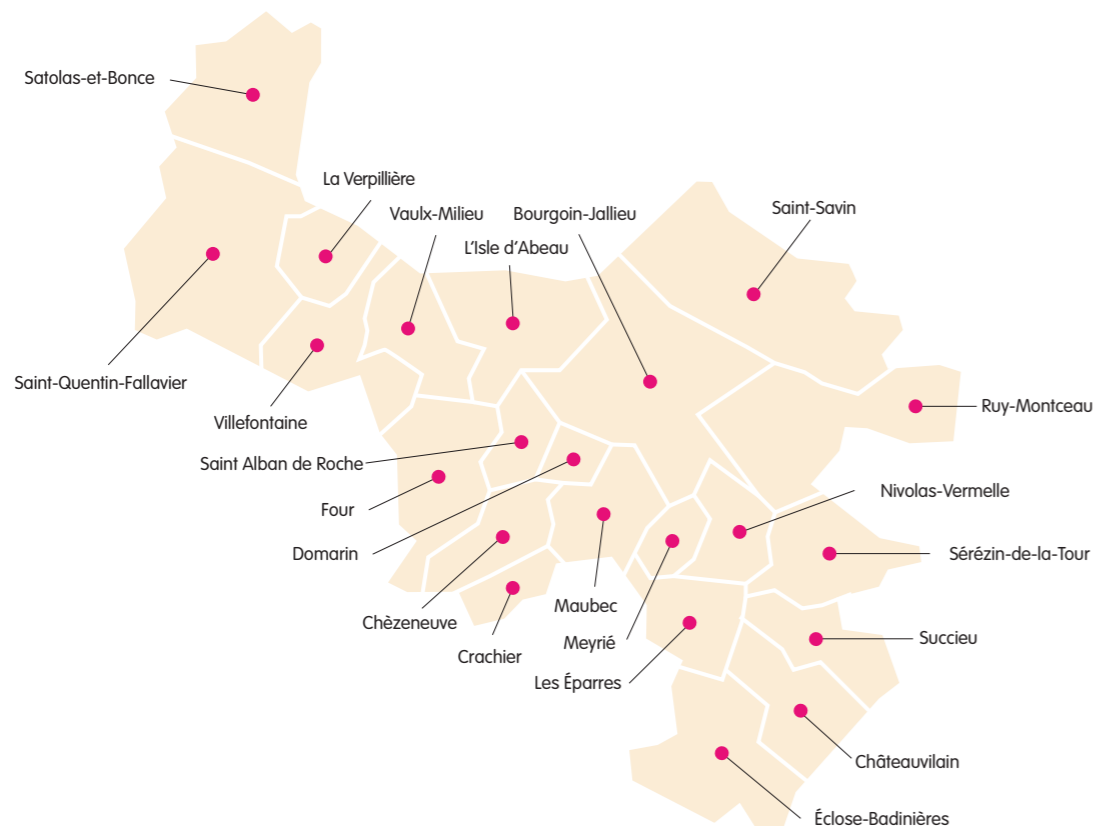 Satolas-et-Bonce
La Verpillière
Vaulx-Milieu
Bourgoin-Jallieu
Saint-Savin
L'Isle d'Abeau
Saint-Quentin-Fallavier
Villefontaine
Ruy-Montceau
Saint Alban de Roche
Nivolas-Vermelle
Four
Domarin
Sérézin-de-la-Tour
Maubec
Chèzeneuve
Meyrié
Succieu
Crachier
Les Éparres
Châteauvilain
Éclose-Badinières